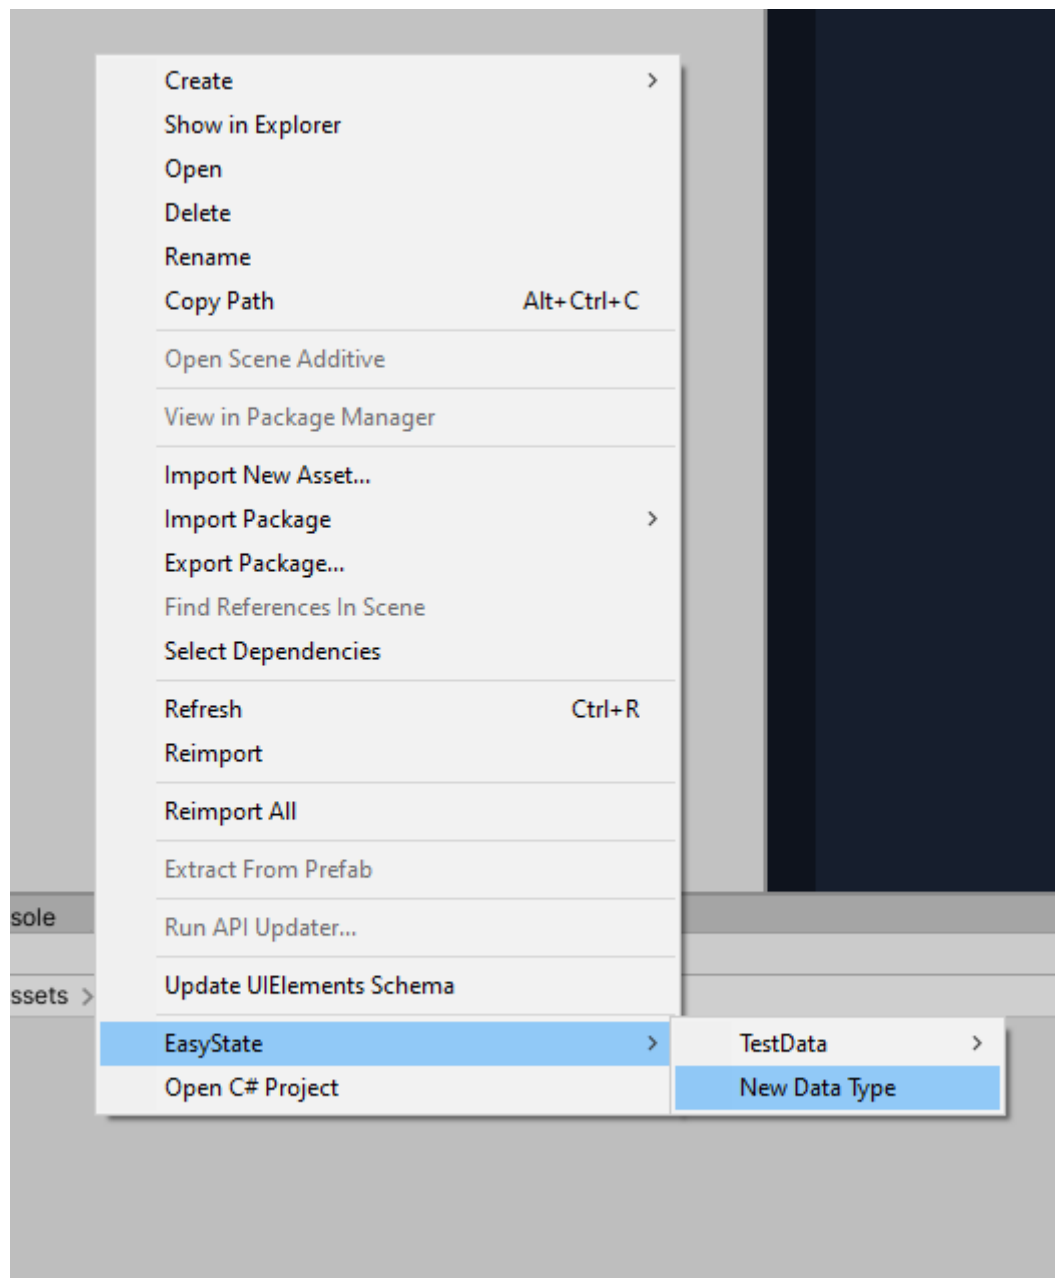 Create
Show in Explorer
Open
Delete
Rename
Copy Path Alt+Ctrl+C
Open Scene Additive
View in Package Manager
Import New Asset...
Import Package
Export Package...
Find References In Scene
Select Dependencies
Refresh Ctrl+R
Reimport
Reimport All
Extract From Prefab
sole
Run API Updater...
Update UIElements Schema
ssets >
EasyState
TestData
Open C# Project
New Data Type